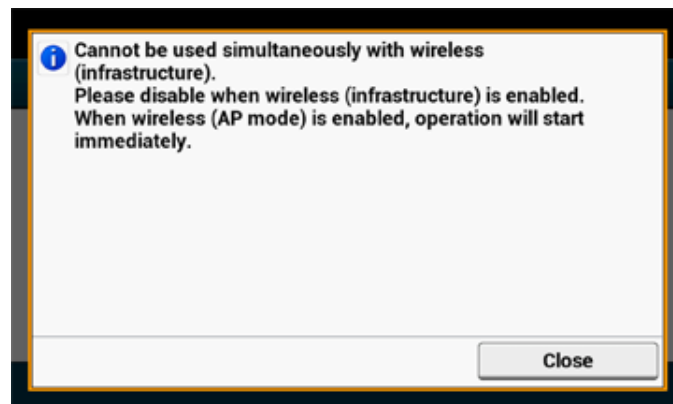 Cannot be used simultaneously with wireless
(infrastructure).
Please disable when wireless (infrastructure) is enabled.
When wireless (AP mode) is enabled, operation will start
immediately.
Close